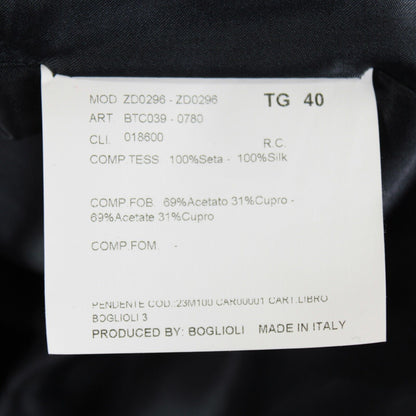 MOD ZD0296 - ZD0296 TG 40
ART. BTC039 - 0780
CLI. 018600 R.C.
COMP TESS 100%Seta - 100%Silk
COMP.FOB. 69%Acetato 31%Cupro -
69%Acetate 31%Cupro
COMP.FOM -
PENDENTE COD.:23M100 CAR00001 CART.LIBRO
BOGLIOLI 3
PRODUCED BY: BOGLIOLI MADE IN ITALY